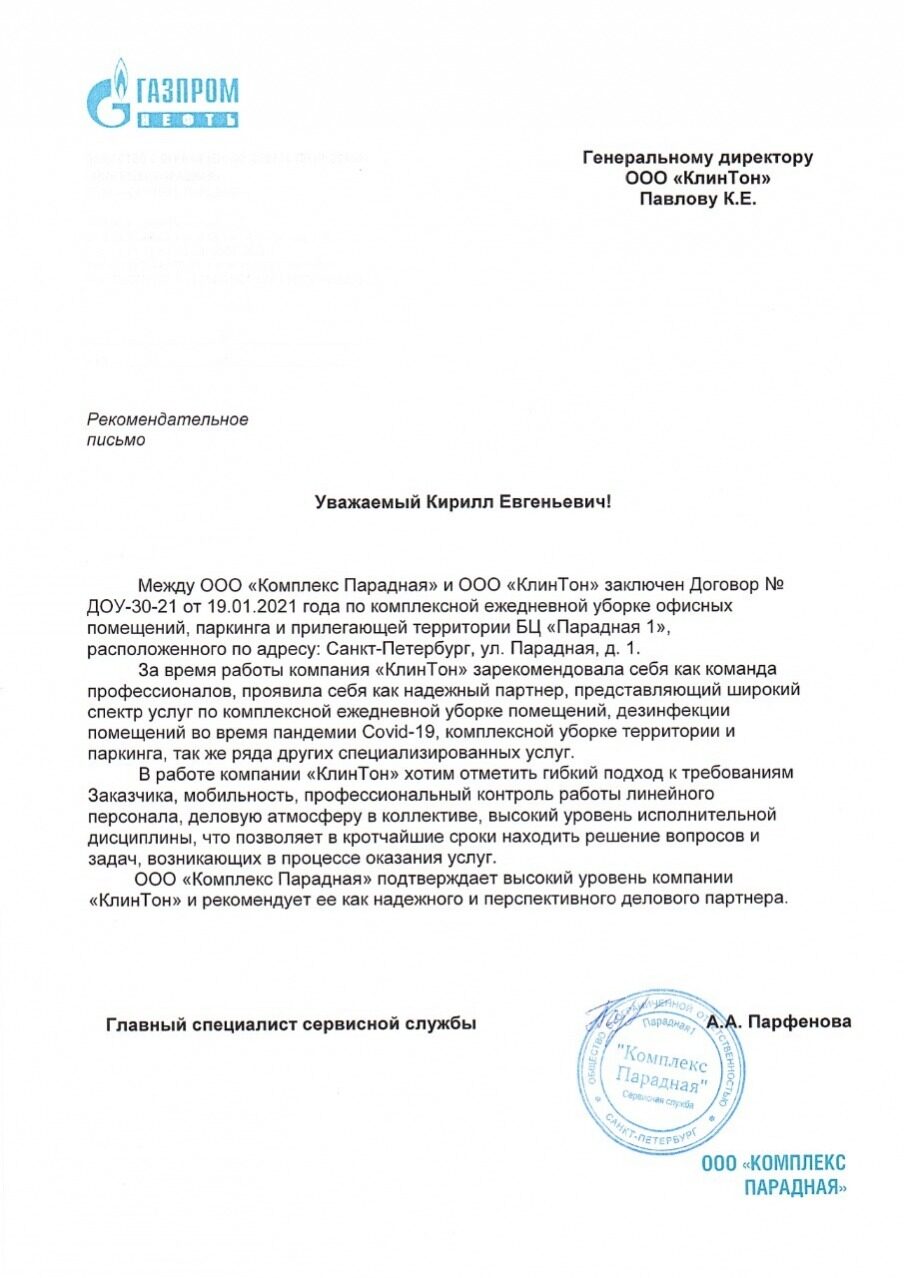 ГАЗПРОМ
НЕФТЬ
Генеральному директору
ООО «КлинТон»
Павлову К.Е.
Рекомендательное
письмо
Уважаемый Кирилл Евгеньевич!
Между ООО «Комплекс Парадная» и ООО «КлинТон» заключен Договор №
ДОУ-30-21 от 19.01.2021 года по комплексной ежедневной уборке офисных
помещений, паркинга и прилегающей территории БЦ «Парадная 1»,
расположенного по адресу: Санкт-Петербург, ул. Парадная, д. 1.
За время работы компания «КлинТон» зарекомендовала себя как команда
профессионалов, проявила себя как надежный партнер, представляющий широкий
спектр услуг по комплексной ежедневной уборке помещений, дезинфекции
помещений во время пандемии Covid-19, комплексной уборке территории и
паркинга, так же ряда других специализированных услуг.
В работе компании «КлинТон» хотим отметить гибкий подход к требованиям
Заказчика, мобильность, профессиональный контроль работы линейного
персонала, деловую атмосферу в коллективе, высокий уровень исполнительной
дисциплины, что позволяет в кротчайшие сроки находить решение вопросов и
задач, возникающих в процессе оказания услуг.
ООО «Комплекс Парадная» подтверждает высокий уровень компании
«КлинТон» и рекомендует ее как надежного и перспективного делового партнера.
Главный специалист сервисной службы
А.А. Парфенова
ОБЩЕСТВО С ОГРАНИЧЕННОЙ ОТВЕТСТВЕННОСТЬЮ
Парадная1
"Комплекс
Парадная"
Сервисная служба
САНКТ-ПЕТЕРБУРГ
ООО «КОМПЛЕКС
ПАРАДНАЯ»